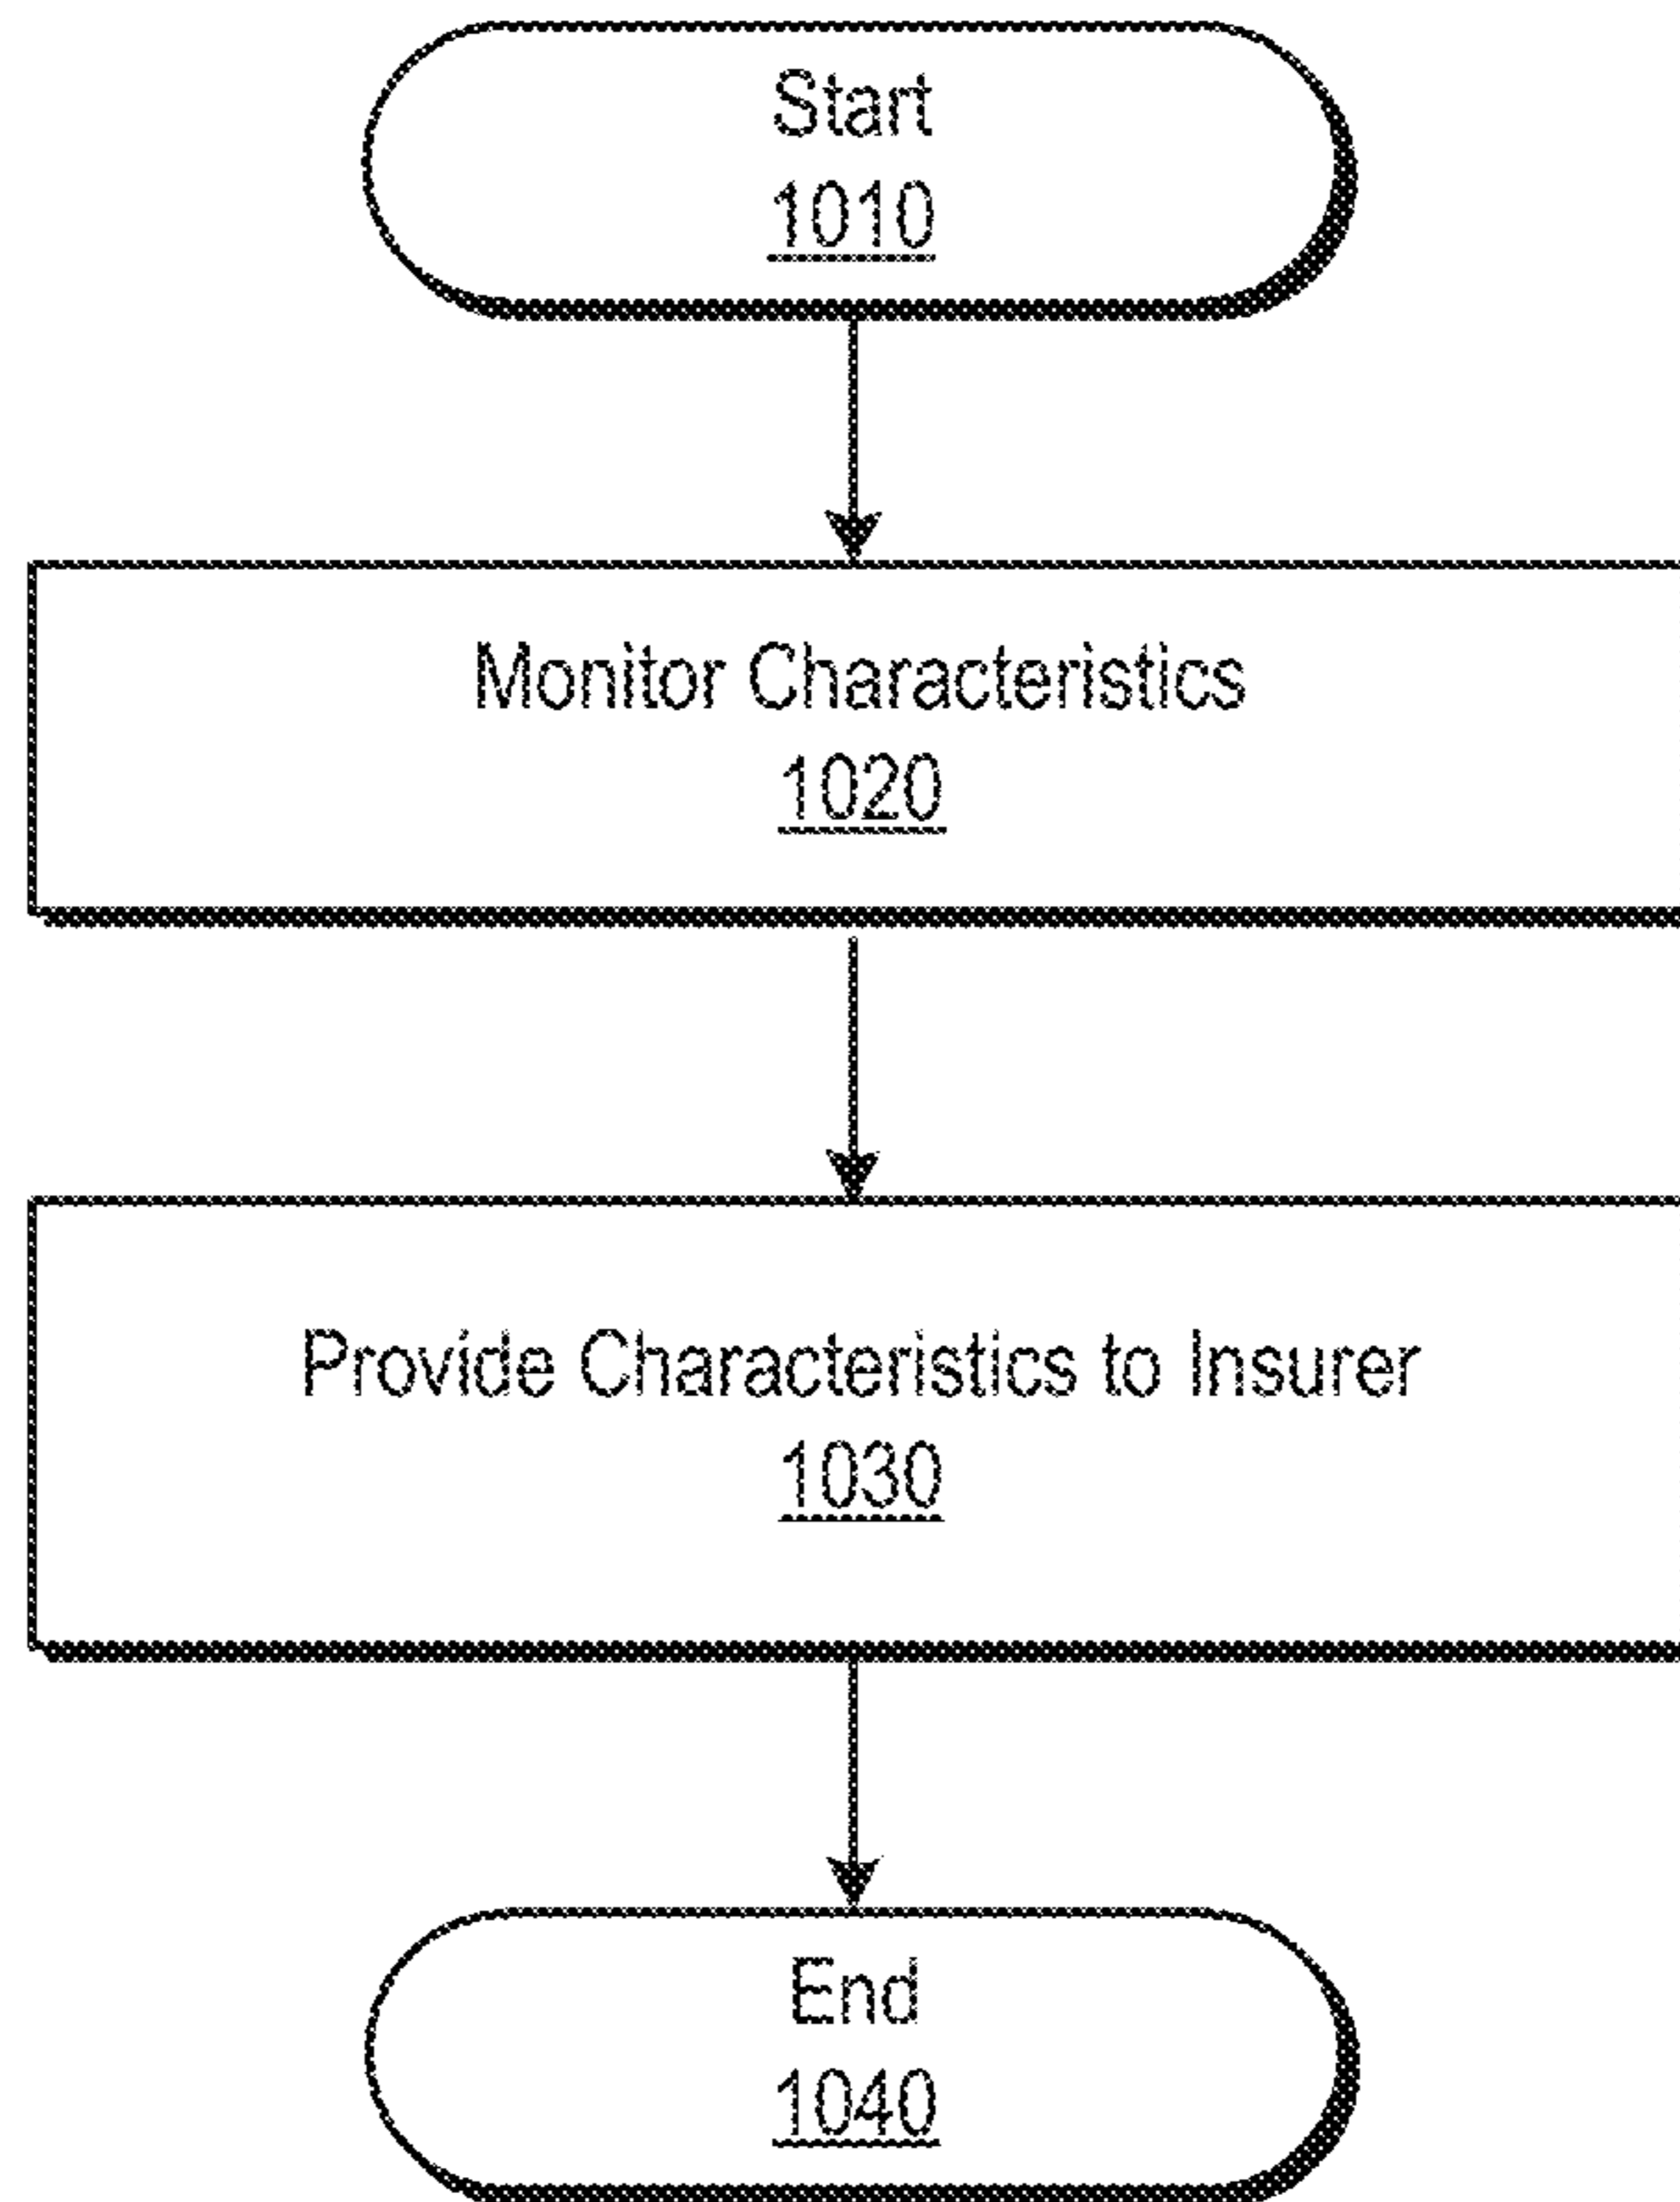 Start
1010
Monitor Characteristics
1020
Provide Characteristics to Insurer
1030
End
1040